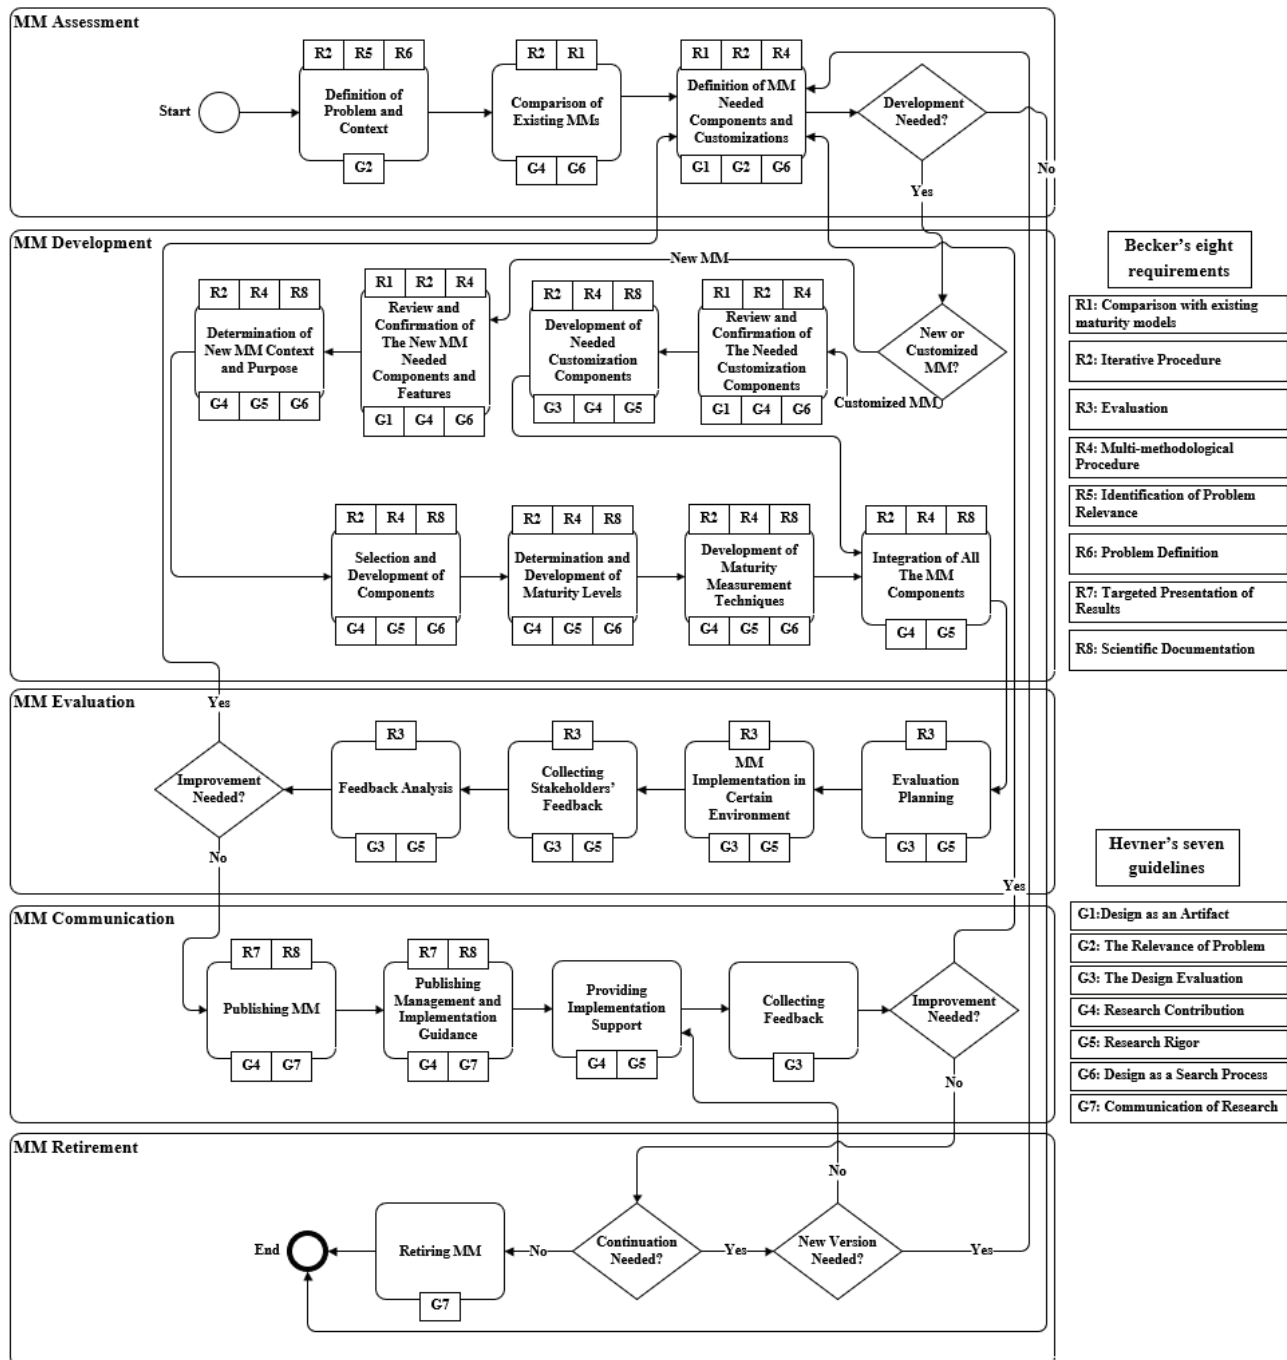 MM Assessment
R2 R5 R6
R2 R1
R1 R2 R4
Start
Definition of
Problem and
Context
Comparison of
Existing MMs
Definition of MM
Needed
Components and
Customizations
Development
Needed?
G2
G4 G6
G1 G2 G6
No
Yes
MM Development
New MM
R2 R4 R8
R1 R2 R4
R2 R4 R8
R1 R2 R4
Determination of
New MM Context
and Purpose
Review and
Confirmation of
The New MM
Needed
Components and
Features
Development of
Needed
Customization
Components
Review and
Confirmation of
The Needed
Customization
Components
New or
Customized
MM?
Customized MM
G4 G5 G6
G1 G4 G6
G3 G4 G5
G1 G4 G6
R2 R4 R8
R2 R4 R8
R2 R4 R8
R2 R4 R8
Selection and
Development of
Components
Determination and
Development of
Maturity Levels
Development of
Maturity
Measurement
Techniques
Integration of All
The MM
Components
G4 G5 G6
G4 G5 G6
G4 G5 G6
G4 G5
MM Evaluation
Yes
R3
R3
R3
R3
Improvement
Needed?
Feedback Analysis
Collecting
Stakeholders'
Feedback
MM
Implementation in
Certain
Environment
Evaluation
Planning
G3 G5
G3 G5
G3 G5
G3 G5
No
Yes
MM Communication
R7 R8
R7 R8
Publishing MM
Publishing
Management and
Implementation
Guidance
Providing
Implementation
Support
Collecting
Feedback
Improvement
Needed?
G4 G7
G4 G7
G4 G5
G3
No
MM Retirement
No
End
Retiring MM
No
Continuation
Needed?
Yes
New Version
Needed?
Yes
G7
Becker's eight
requirements
R1: Comparison with existing
maturity models
R2: Iterative Procedure
R3: Evaluation
R4: Multi-methodological
Procedure
R5: Identification of Problem
Relevance
R6: Problem Definition
R7: Targeted Presentation of
Results
R8: Scientific Documentation
Hevner's seven
guidelines
G1:Design as an Artifact
G2: The Relevance of Problem
G3: The Design Evaluation
G4: Research Contribution
G5: Research Rigor
G6: Design as a Search Process
G7: Communication of Research